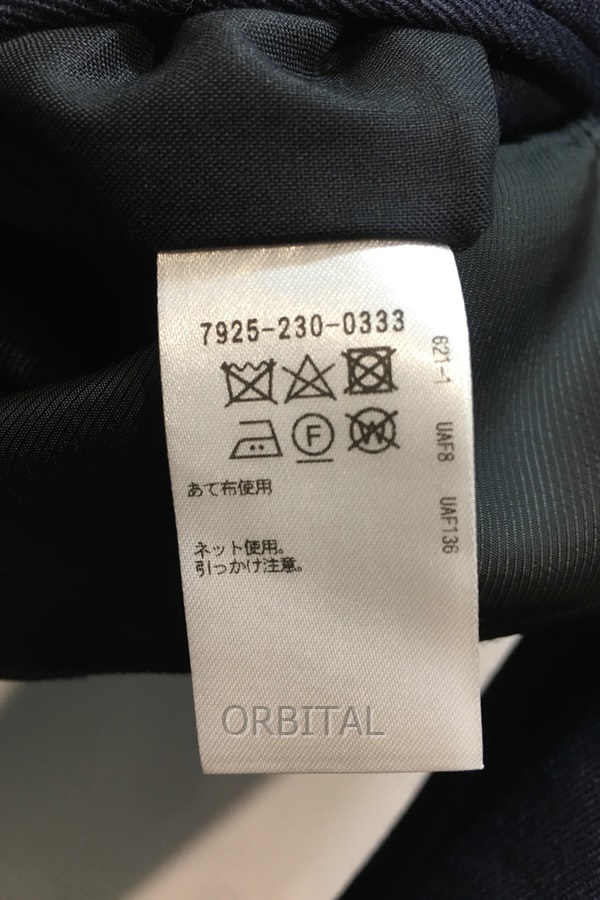 7925-230-0333
621-1 UAF8 UAF136
F
W
あて布使用
ネット使用。
引っかけ注意。
ORBITAL